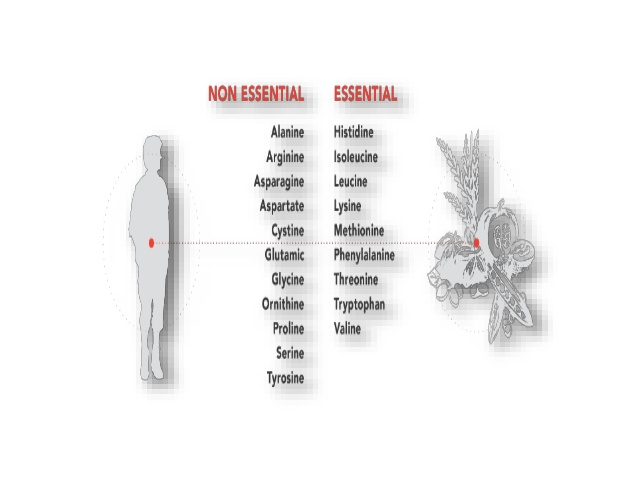 NON ESSENTIAL
Alanine
Arginine
Asparagine
Aspartate
Cystine
Glutamic
Glycine
Ornithine
Proline
Serine
Tyrosine
ESSENTIAL
Histidine
Isoleucine
Leucine
Lysine
Methionine
Phenylalanine
Threonine
Tryptophan
Valine